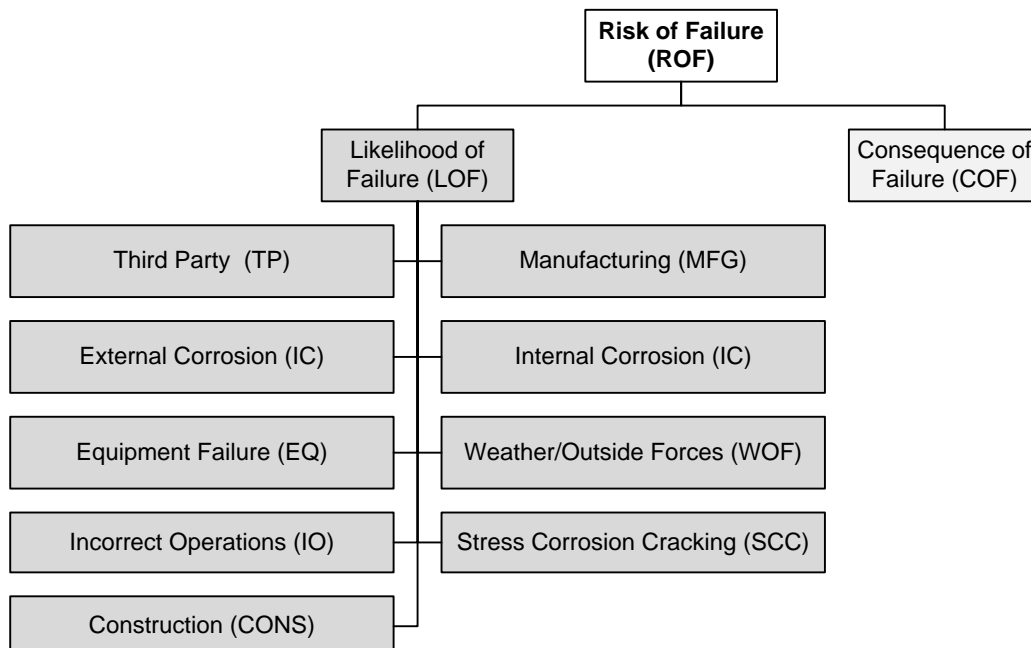 Risk of Failure
(ROF)
Likelihood of
Failure (LOF)
Consequence of
Failure (COF)
Third Party  (TP)
Manufacturing (MFG)
External Corrosion (IC)
Internal Corrosion (IC)
Equipment Failure (EQ)
Weather/Outside Forces (WOF)
Incorrect Operations (IO)
Stress Corrosion Cracking (SCC)
Construction (CONS)